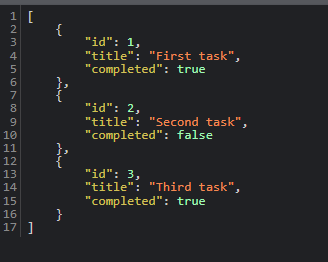 1 [
2     {
3         "id": 1,
4         "title": "First task",
5         "completed": true
6     },
7     {
8         "id": 2,
9         "title": "Second task",
10         "completed": false
11     },
12     {
13         "id": 3,
14         "title": "Third task",
15         "completed": true
16     }
17 ]